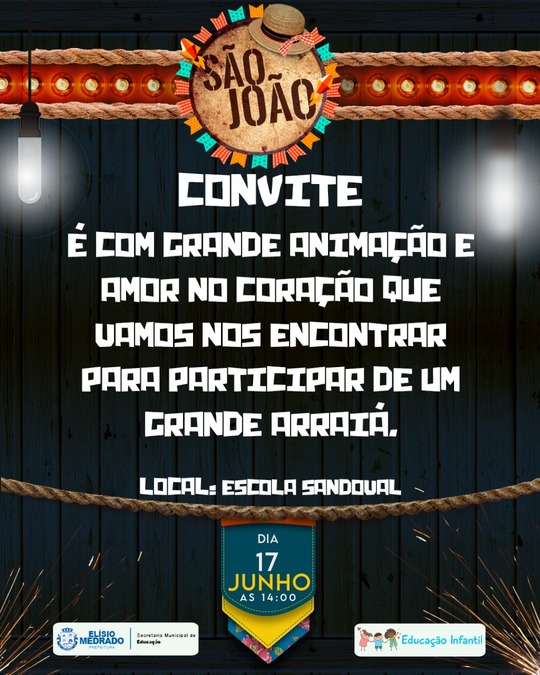 SÃO
JOÃO
CONVITE
É COM GRANDE ANIMAÇÃO E
AMOR NO CORAÇÃO QUE
VAMOS NOS ENCONTRAR
PARA PARTICIPAR DE UM
GRANDE ARRAIÁ.
LOCAL: ESCOLA SANDOVAL
DIA
17
JUNHO
AS 14:00
ELÍSIO
MEDRADO
PREFEITURA
Secretaria Municipal de
Educação
Educação Infantil